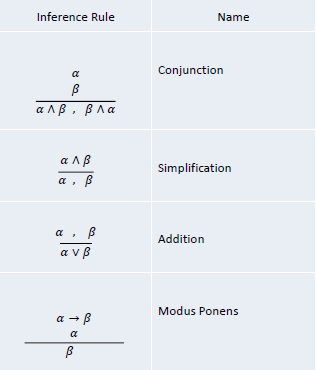 Inference Rule Name
α
β
α ∧ β , β ∧ α
Conjunction
α ∧ β
α , β
Simplification
α , β
α ∨ β
Addition
α → β
α
β
Modus Ponens